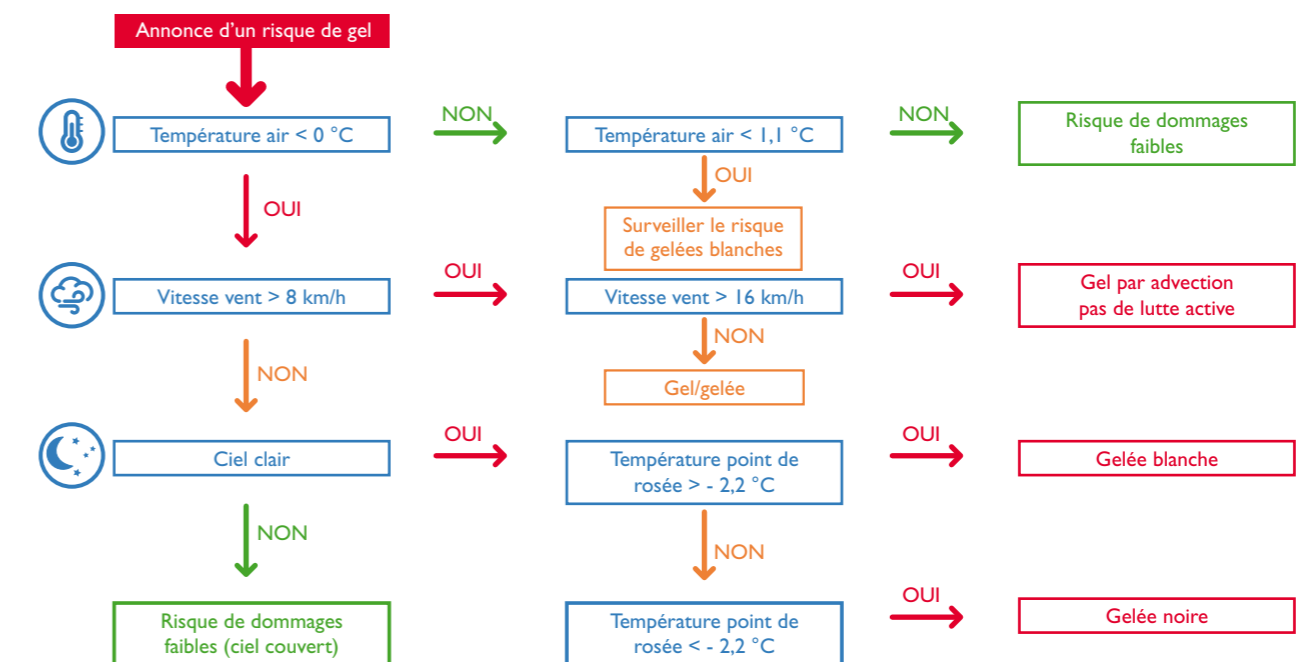 Annonce d'un risque de gel
Température air < 0 °C
NON
Température air < 1,1 °C
NON
Risque de dommages
faibles
OUI
OUI
Surveiller le risque
de gelées blanches
Vitesse vent > 8 km/h
OUI
Vitesse vent > 16 km/h
OUI
Gel par advection
pas de lutte active
NON
NON
Gel/gelée
Ciel clair
OUI
Température point de
rosée > - 2,2 °C
OUI
Gelée blanche
NON
NON
Risque de dommages
faibles (ciel couvert)
Température point de
rosée < - 2,2 °C
OUI
Gelée noire